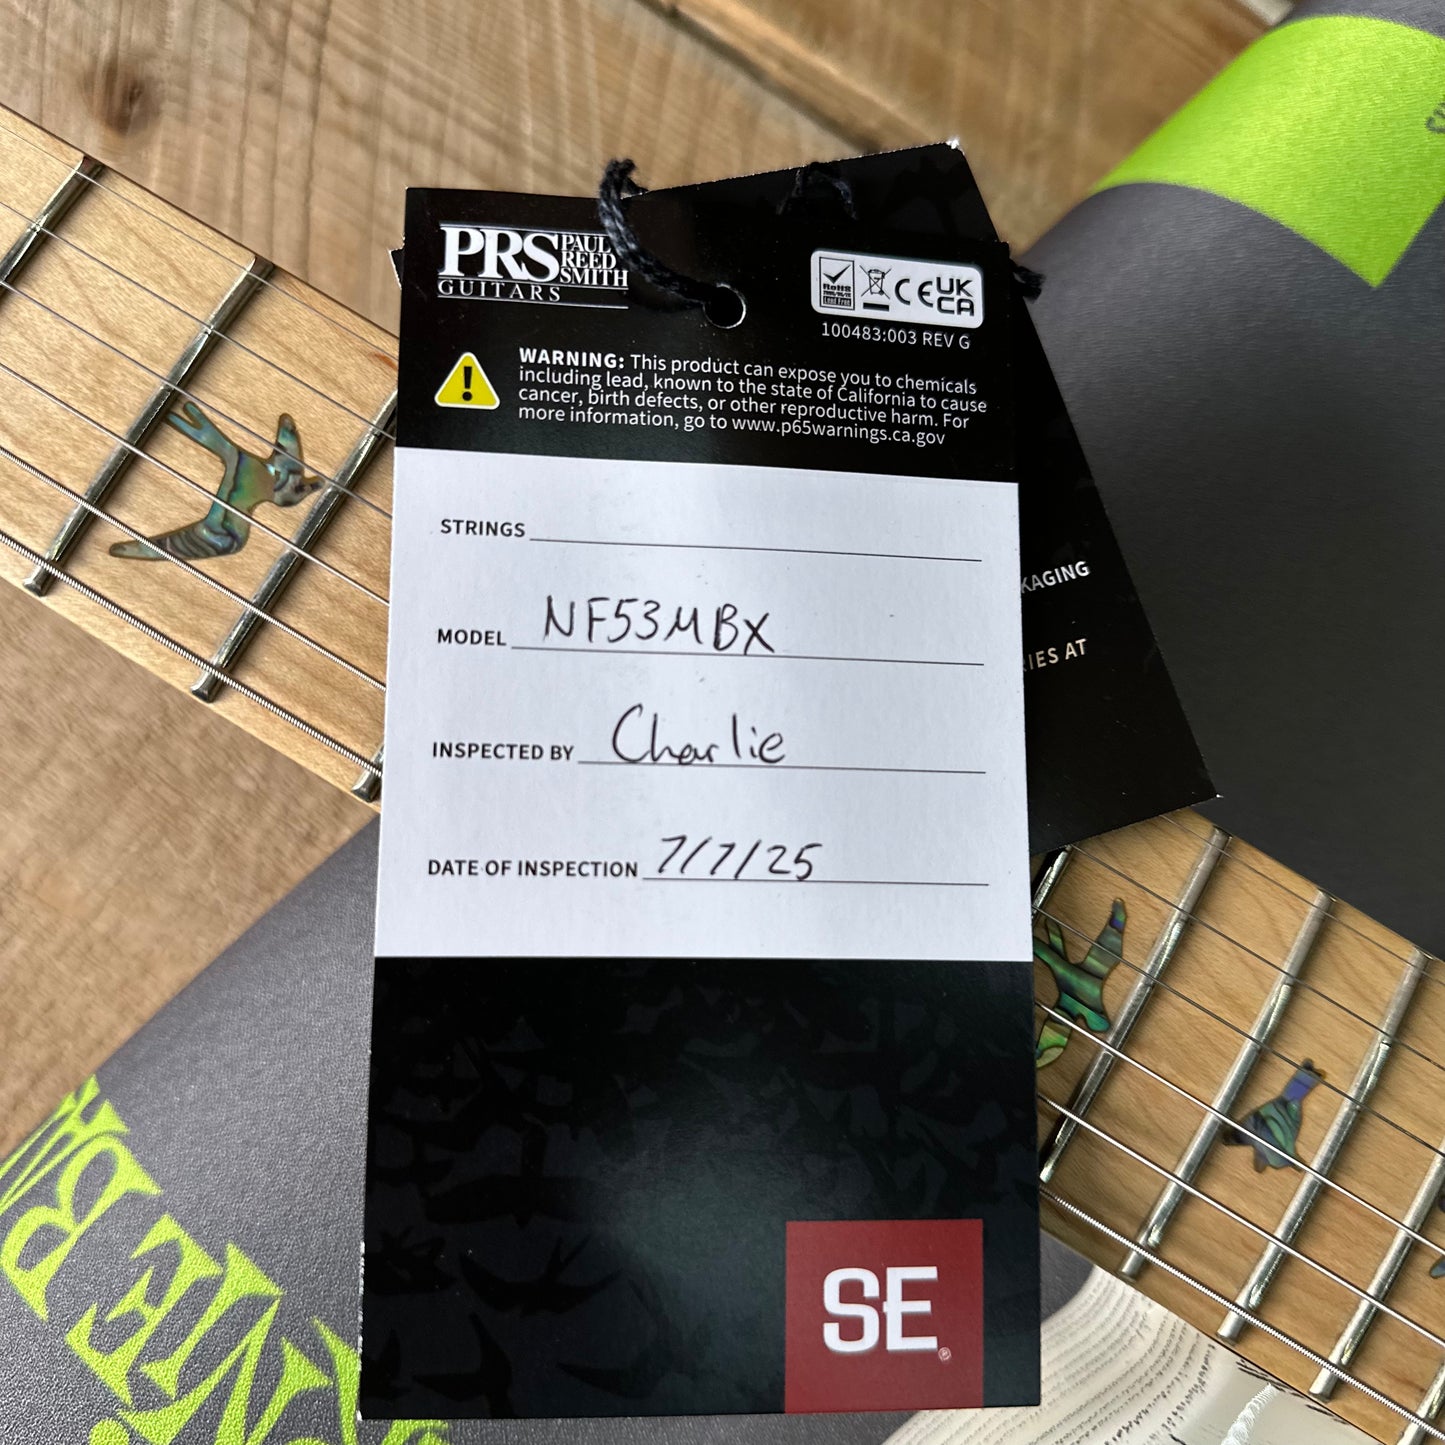 PRS PAUL
REED
SMITH
GUITARS
RoHS
Lead Free
CE UK
CA
100483:003 REV G
WARNING: This product can expose you to chemicals
including lead, known to the state of California to cause
cancer, birth defects, or other reproductive harm. For
more information, go to www.p65warnings.ca.gov
STRINGS
MODEL NF53MBX
INSPECTED BY Charlie
DATE OF INSPECTION 7/7/25
SE
KAGING
RIES AT